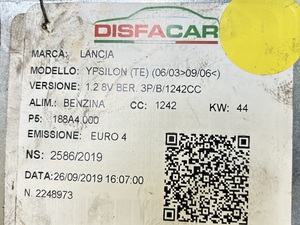 DISFACAR
MARCA: LANCIA
MODELLO: YPSILON (TE) (06/03>09/06<)
VERSIONE: 1.2 8V BER. 3P/B/1242CC
ALIM.: BENZINA CC: 1242 KW: 44
P5: 188A4.000
EMISSIONE: EURO 4
NS: 2586/2019
DATA:26/09/2019 16:07:00
N. 2248973